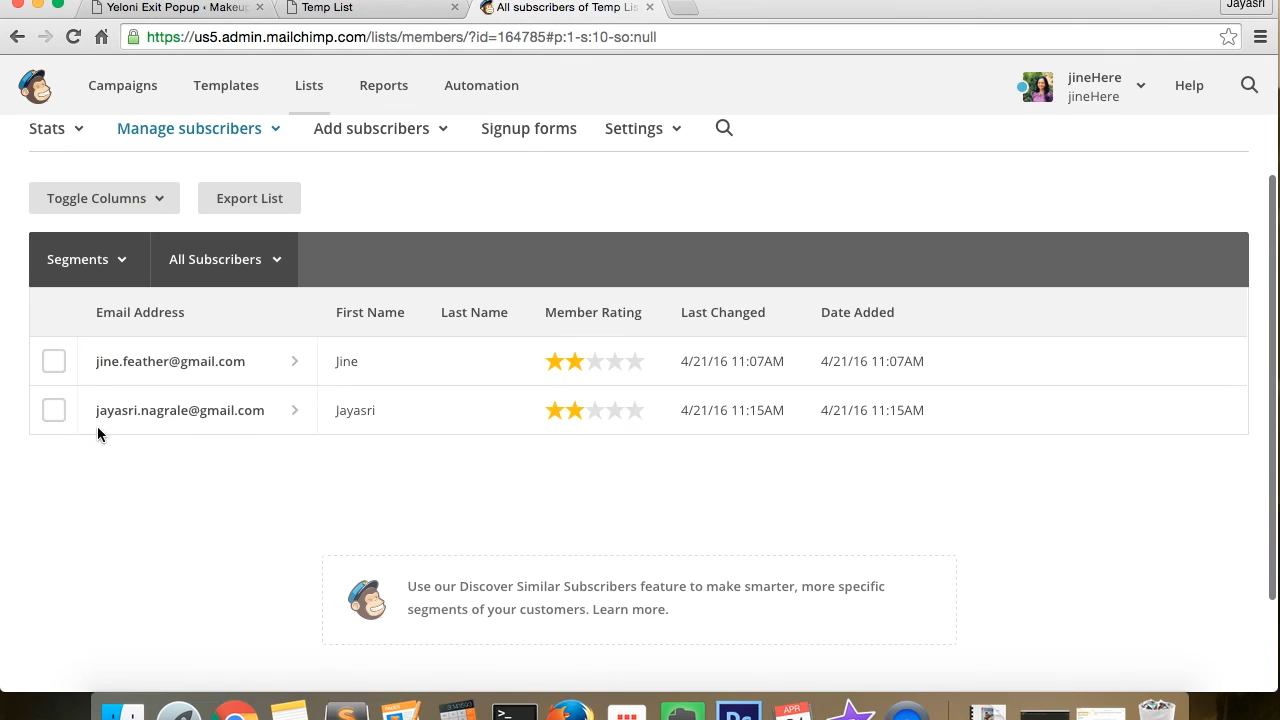 Yeloni Exit Popup ‹ Makeup
Temp List
All subscribers of Temp Lis
Jayasri
https://us5.admin.mailchimp.com/lists/members/?id=164785#p:1-s:10-so:null
Campaigns Templates Lists Reports Automation
jineHere
jineHere
Help
Stats Manage subscribers Add subscribers Signup forms Settings
Toggle Columns Export List
Segments All Subscribers
Email Address First Name Last Name Member Rating Last Changed Date Added
jine.feather@gmail.com Jine 4/21/16 11:07AM 4/21/16 11:07AM
jayasri.nagrale@gmail.com Jayasri 4/21/16 11:15AM 4/21/16 11:15AM
Use our Discover Similar Subscribers feature to make smarter, more specific
segments of your customers. Learn more.
PAGES
APR